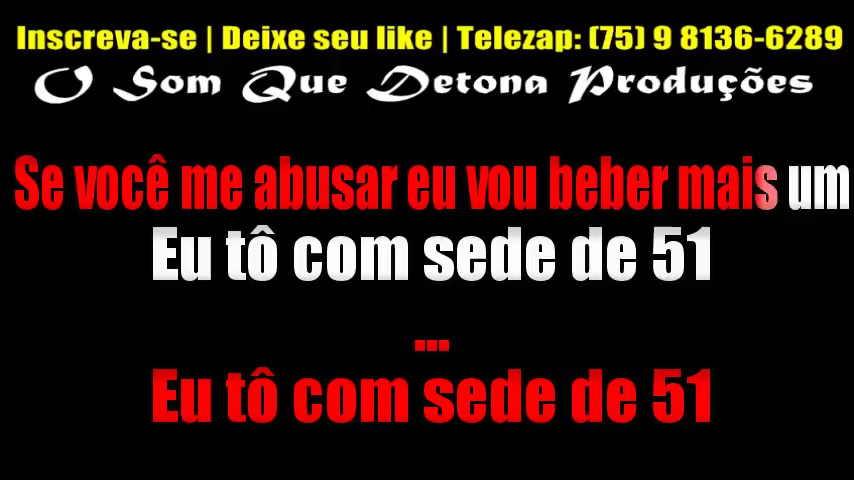 Inscreva-se | Deixe seu like | Telezap: (75) 9 8136-6289
O Som Que Detona Produções
Se você me abusar eu vou beber mais um
Eu tô com sede de 51
...
Eu tô com sede de 51